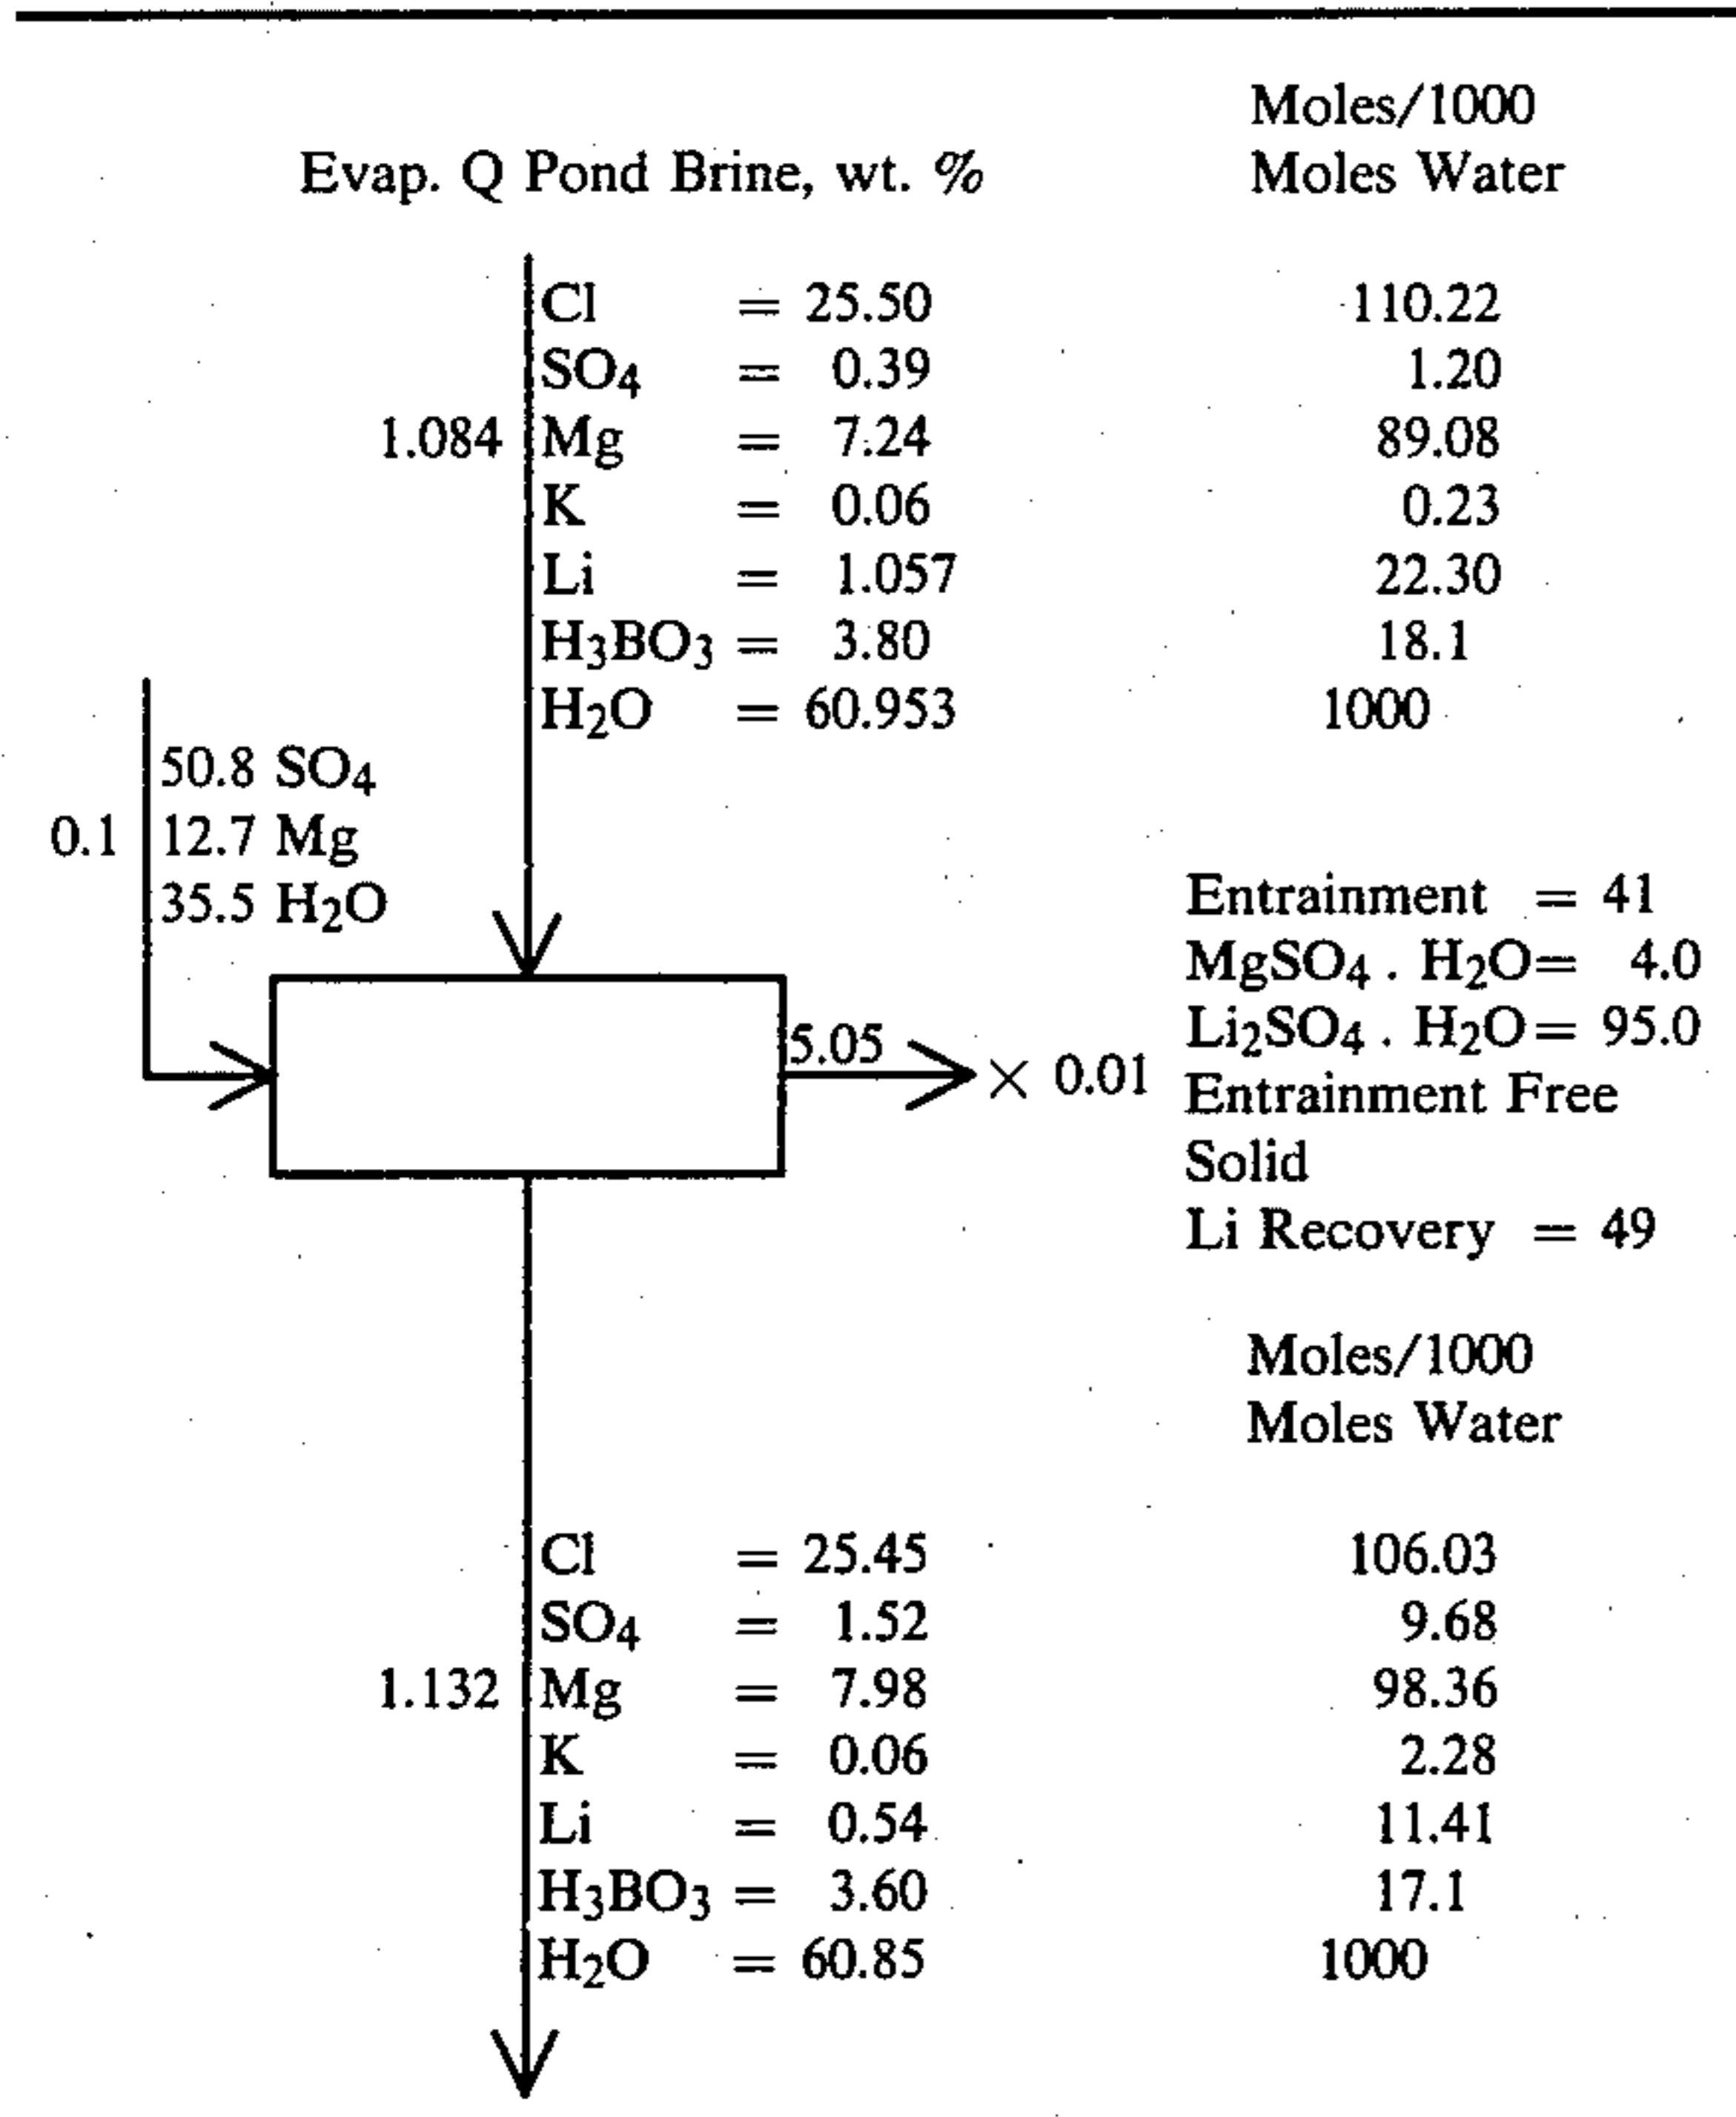 Moles/1000
Evap. Q Pond Brine, wt. % Moles Water
Cl = 25.50 110.22
SO4 = 0.39 1.20
1.084 Mg = 7.24 89.08
K = 0.06 0.23
Li = 1.057 22.30
H3BO3 = 3.80 18.1
H2O = 60.953 1000
50.8 SO4
0.1 12.7 Mg
35.5 H2O
Entrainment = 41
MgSO4 . H2O= 4.0
Li2SO4 . H2O= 95.0
5.05 × 0.01
Entrainment Free
Solid
Li Recovery = 49
Moles/1000
Moles Water
Cl = 25.45 106.03
SO4 = 1.52 9.68
1.132 Mg = 7.98 98.36
K = 0.06 2.28
Li = 0.54 11.41
H3BO3 = 3.60 17.1
H2O = 60.85 1000